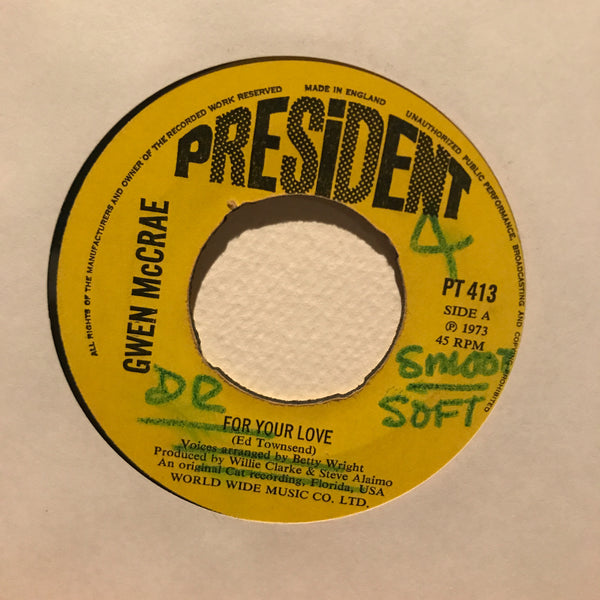 ALL RIGHTS OF THE MANUFACTURERS AND OWNER OF THE RECORDED WORK RESERVED
MADE IN ENGLAND
UNAUTHORIZED PUBLIC PERFORMANCE, BROADCASTING AND
PROHIBITED
PRESiDENT
4
GWEN McCRAE
PT 413
SIDE A
℗ 1973
45 RPM
SMOOT
SOFT
DR
FOR YOUR LOVE
(Ed Townsend)
Voices arranged by Betty Wright
Produced by Willie Clarke & Steve Alaimo
An original Cat recording, Florida, USA
WORLD WIDE MUSIC CO. LTD.